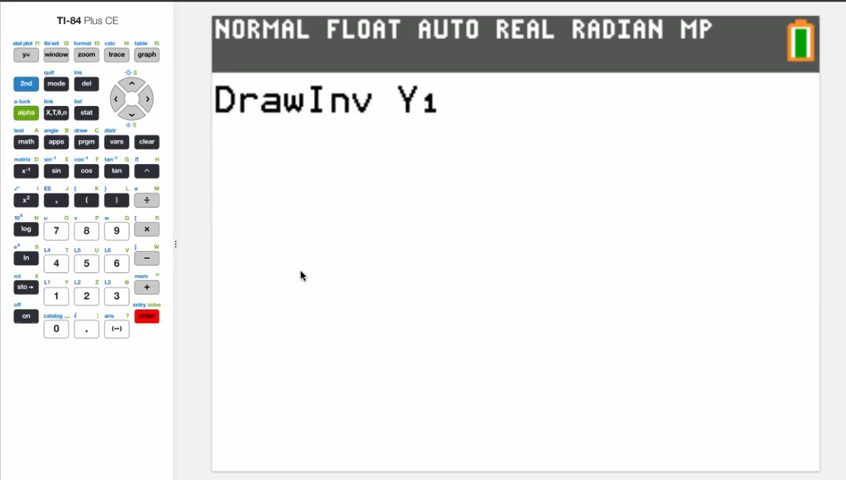 TI-84 Plus CE
NORMAL FLOAT AUTO REAL RADIAN MP
DrawInv Y₁
stat plot f1 tbl set f2 format f3 calc f4 table f5
y= window zoom trace graph
quit ins
2nd mode del
a-lock link list
alpha X,T,θ,n stat
test A angle B draw C distr
math apps prgm vars clear
matrix D sin⁻¹ E cos⁻¹ F tan⁻¹ G π H
x⁻¹ sin cos tan ^
√ I EE J { K } L e M
x² , ( ) ÷
10ˣ N u O v P w Q [ R
log 7 8 9 ×
eˣ S L4 T L5 U L6 V ] W
ln 4 5 6 −
rcl X L1 Y L2 Z L3 θ mem "
sto→ 1 2 3 +
off catalog i : ans ? entry solve
on 0 . (−) enter